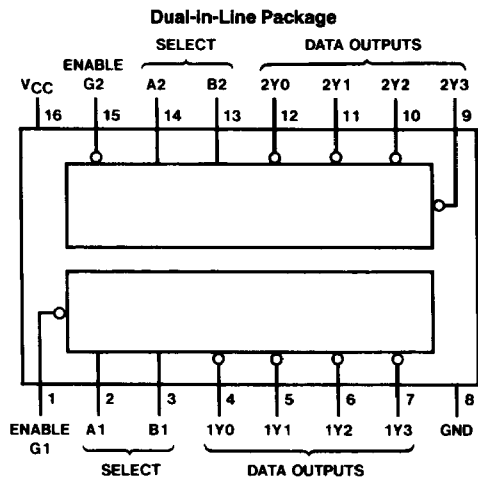 Dual-In-Line Package
SELECT DATA OUTPUTS
ENABLE
VCC G2 A2 B2 2Y0 2Y1 2Y2 2Y3
16 15 14 13 12 11 10 9
1 2 3 4 5 6 7 8
ENABLE A1 B1 1Y0 1Y1 1Y2 1Y3 GND
G1
SELECT DATA OUTPUTS